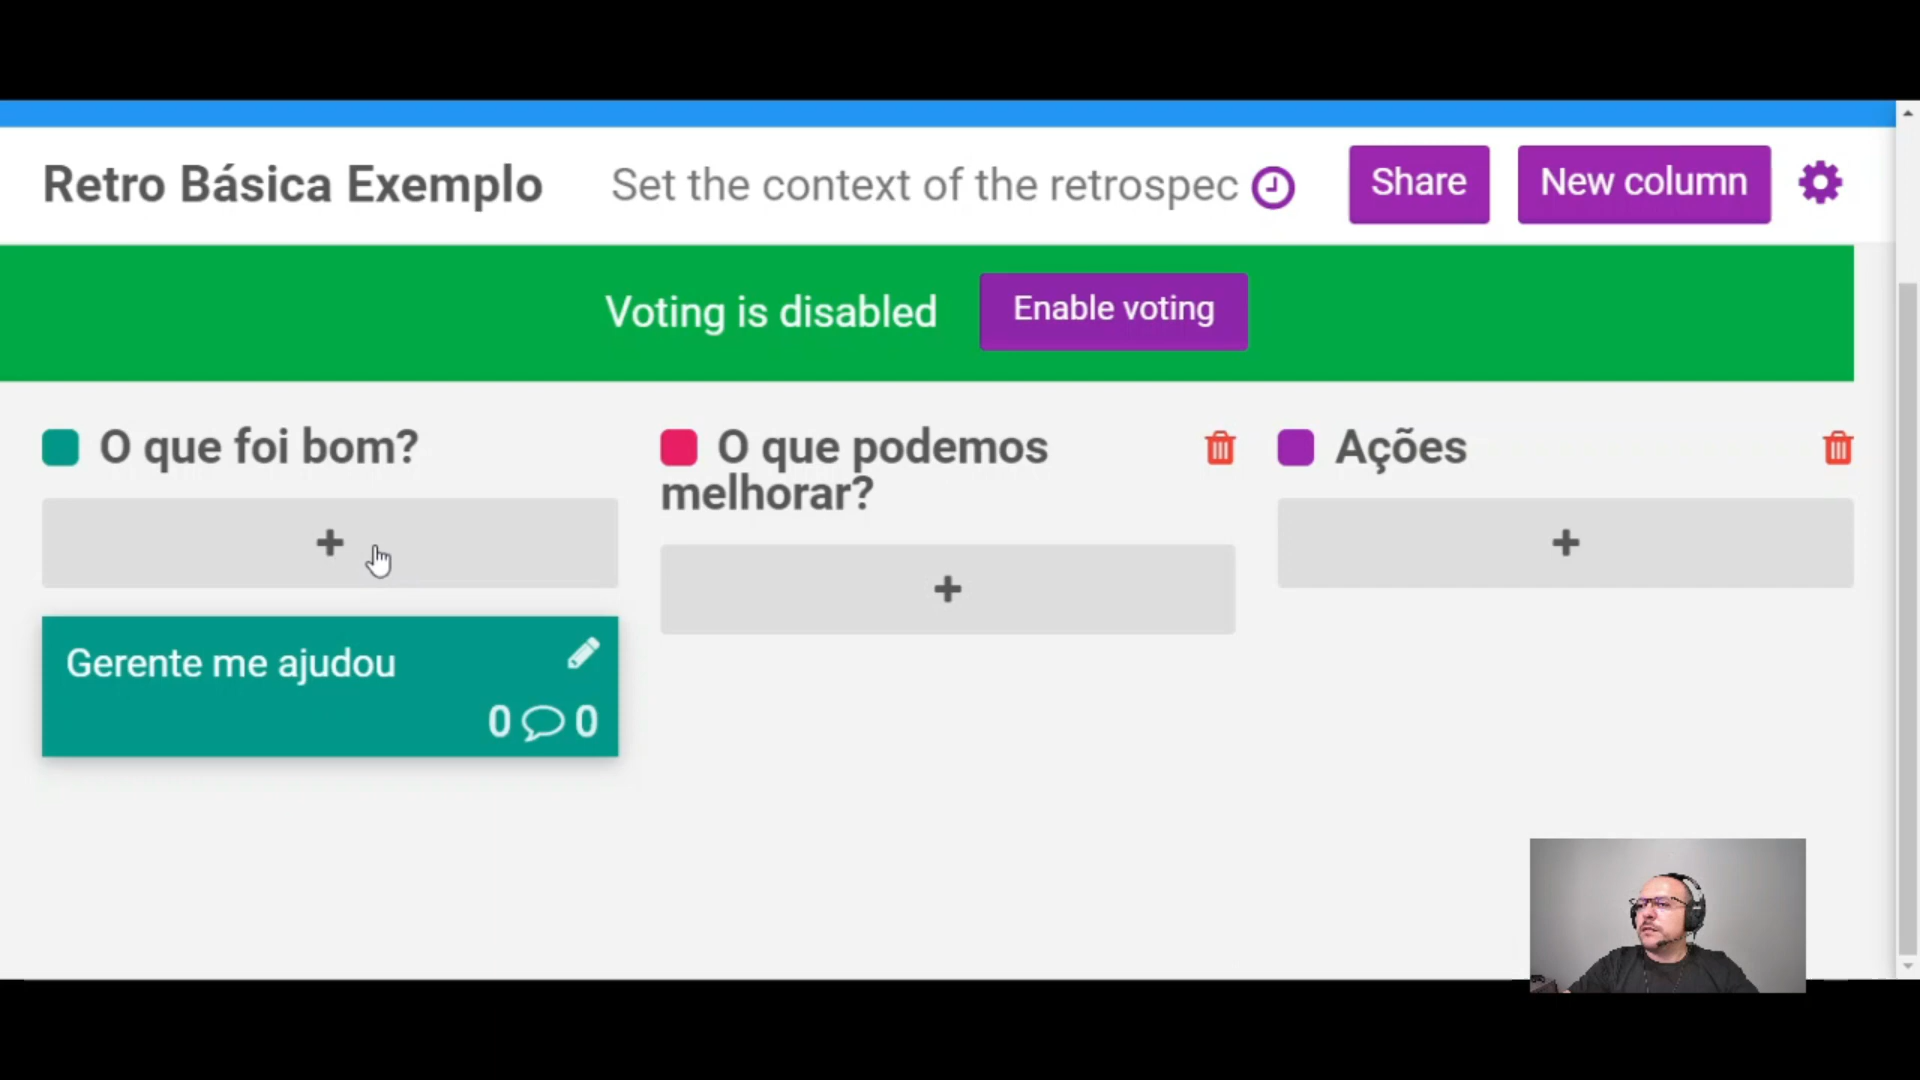 Retro Básica Exemplo
Set the context of the retrospec
Share
New column
Voting is disabled
Enable voting
O que foi bom?
O que podemos
melhorar?
Ações
+
+
+
Gerente me ajudou
0 0